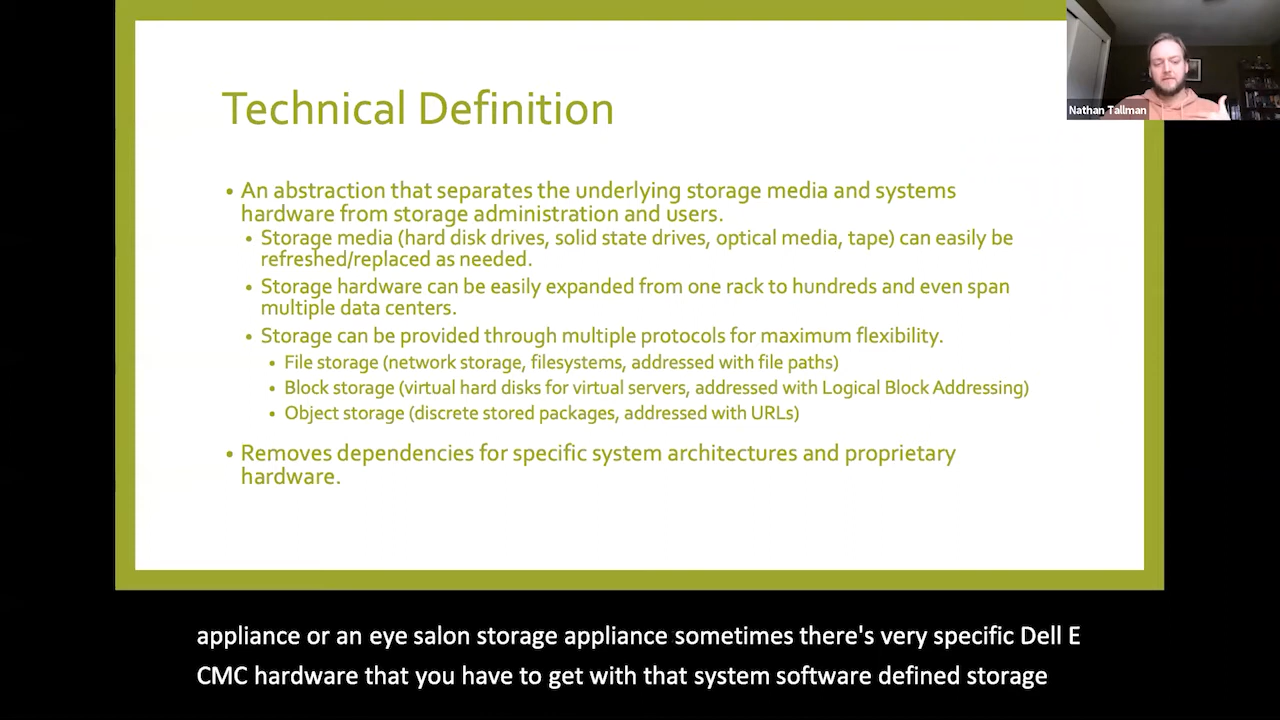 Technical Definition
Nathan Tallman
• An abstraction that separates the underlying storage media and systems
hardware from storage administration and users.
• Storage media (hard disk drives, solid state drives, optical media, tape) can easily be
refreshed/replaced as needed.
• Storage hardware can be easily expanded from one rack to hundreds and even span
multiple data centers.
• Storage can be provided through multiple protocols for maximum flexibility.
• File storage (network storage, filesystems, addressed with file paths)
• Block storage (virtual hard disks for virtual servers, addressed with Logical Block Addressing)
• Object storage (discrete stored packages, addressed with URLs)
• Removes dependencies for specific system architectures and proprietary
hardware.
appliance or an eye salon storage appliance sometimes there's very specific Dell E
CMC hardware that you have to get with that system software defined storage